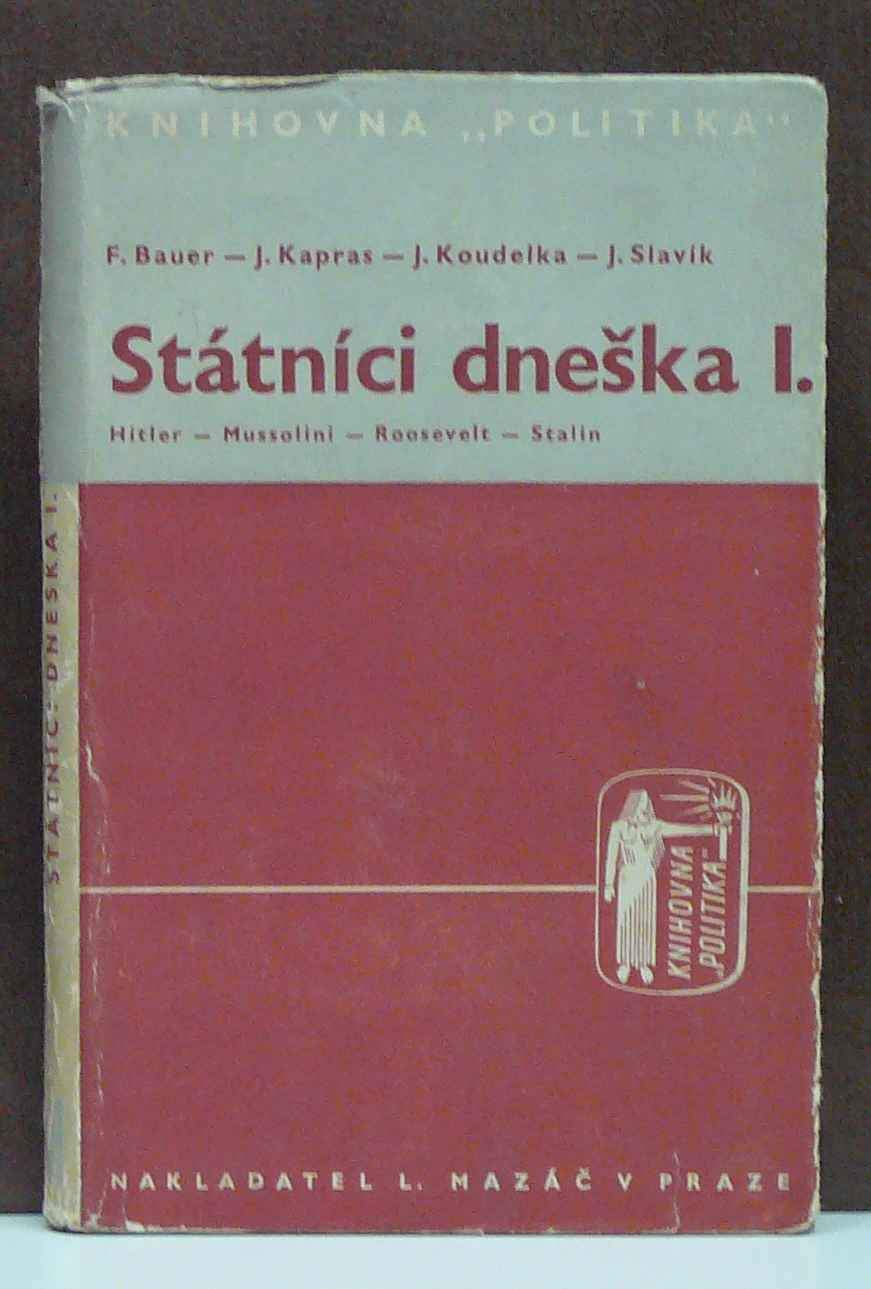 KNIHOVNA „POLITIKA“
F. Bauer — J. Kapras — J. Koudelka — J. Slavík
Státníci dneška I.
Hitler — Mussolini — Roosevelt — Stalin
STÁTNÍCI DNEŠKA I.
KNIHOVNA
„POLITIKA“
NAKLADATEL L. MAZÁČ V PRAZE